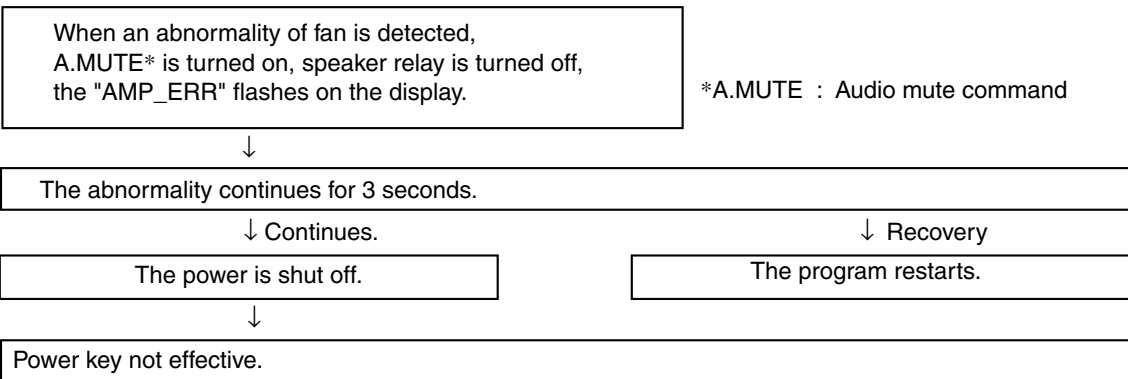 When an abnormality of fan is detected,
A.MUTE* is turned on, speaker relay is turned off,
the "AMP_ERR" flashes on the display.
*A.MUTE : Audio mute command
↓
The abnormality continues for 3 seconds.
↓ Continues.
↓ Recovery
The power is shut off.
The program restarts.
↓
Power key not effective.